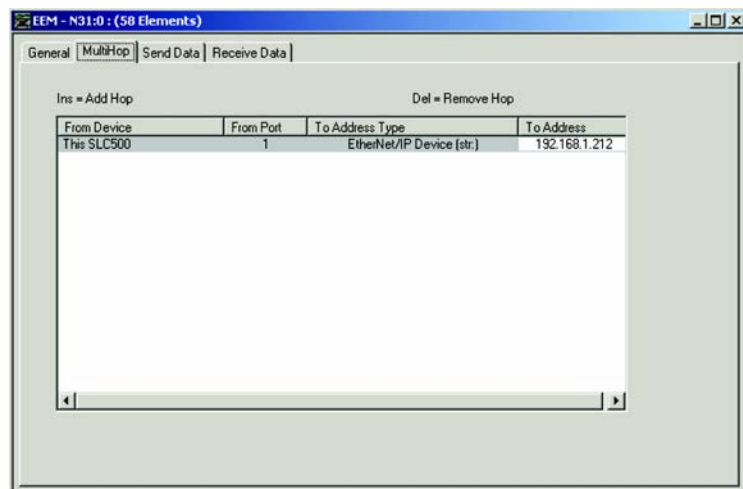 EEM - N31:0 : (58 Elements)
General MultiHop Send Data Receive Data
Ins = Add Hop Del = Remove Hop
From Device From Port To Address Type To Address
This SLC500 1 EtherNet/IP Device (str.) 192.168.1.212